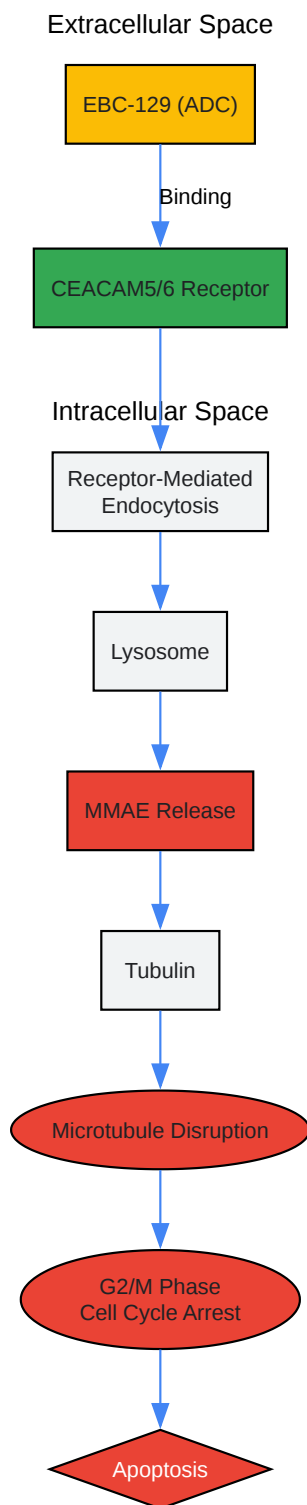 Extracellular Space
EBC-129 (ADC)
Binding
CEACAM5/6 Receptor
Intracellular Space
Receptor-Mediated
Endocytosis
Lysosome
MMAE Release
Tubulin
Microtubule Disruption
G2/M Phase
Cell Cycle Arrest
Apoptosis